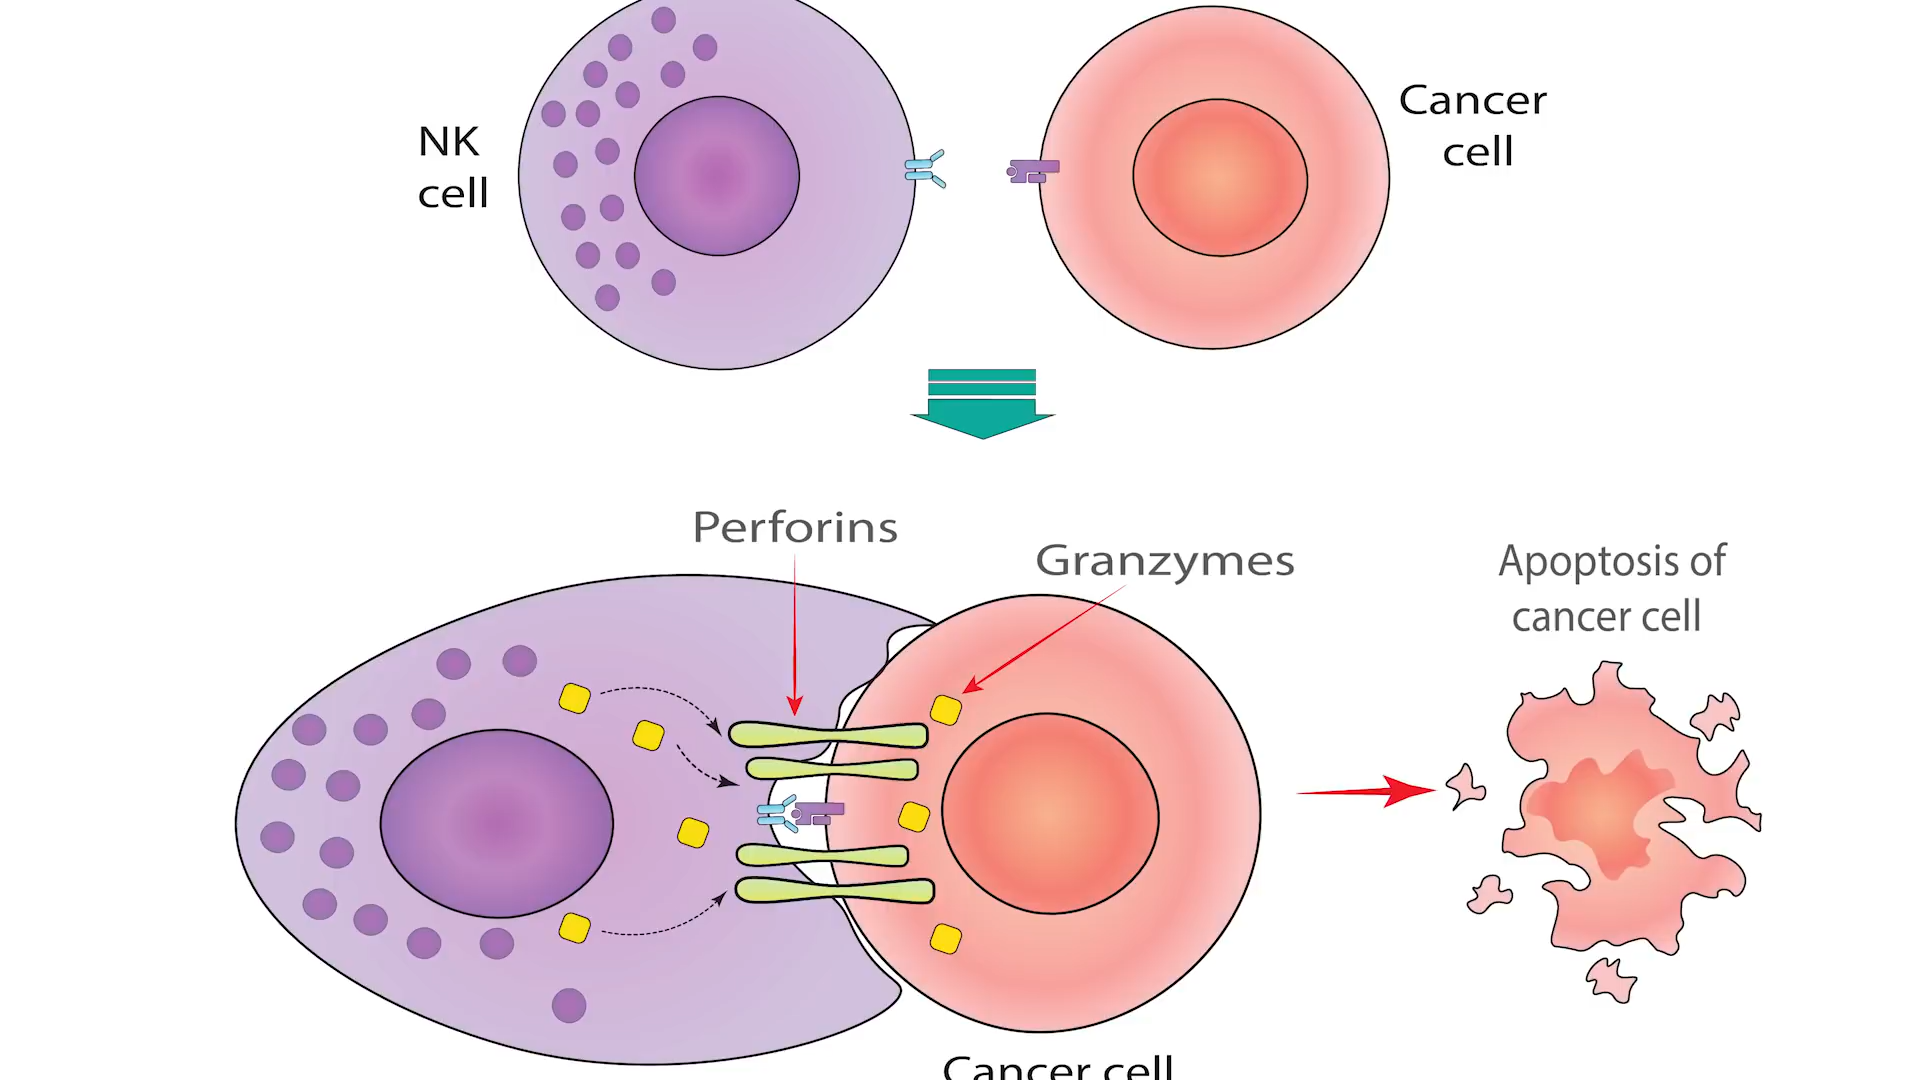 NK
cell
Cancer
cell
Perforins
Granzymes
Apoptosis of
cancer cell
Cancer cell